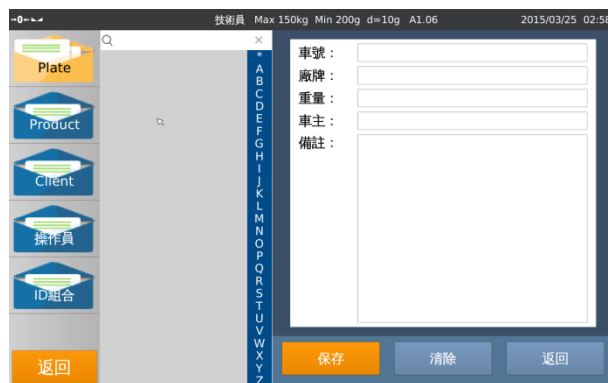 →0← 技術員 Max 150kg Min 200g d=10g A1.06 2015/03/25 02:58
Plate
Product
Client
操作員
ID組合
返回
*
A
B
C
D
E
F
G
H
I
J
K
L
M
N
O
P
Q
R
S
T
U
V
W
X
Y
Z
車號：
廠牌：
重量：
車主：
備註：
保存
清除
返回